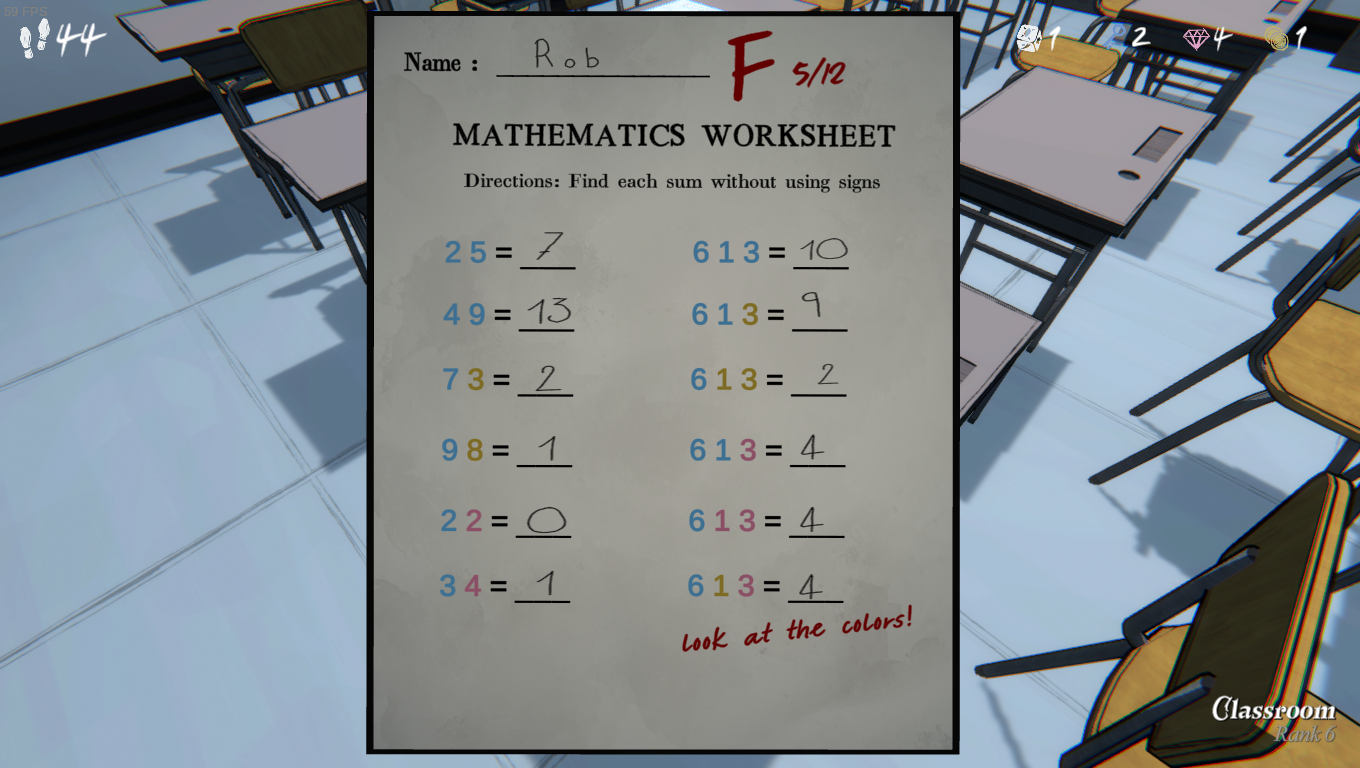 59 FPS
44
1 2 4 1
Name : Rob
F 5/12
MATHEMATICS WORKSHEET
Directions: Find each sum without using signs
2 5 = 7
6 1 3 = 10
4 9 = 13
6 1 3 = 9
7 3 = 2
6 1 3 = 2
9 8 = 1
6 1 3 = 4
2 2 = 0
6 1 3 = 4
3 4 = 1
6 1 3 = 4
Look at the colors!
Classroom
Rank 6